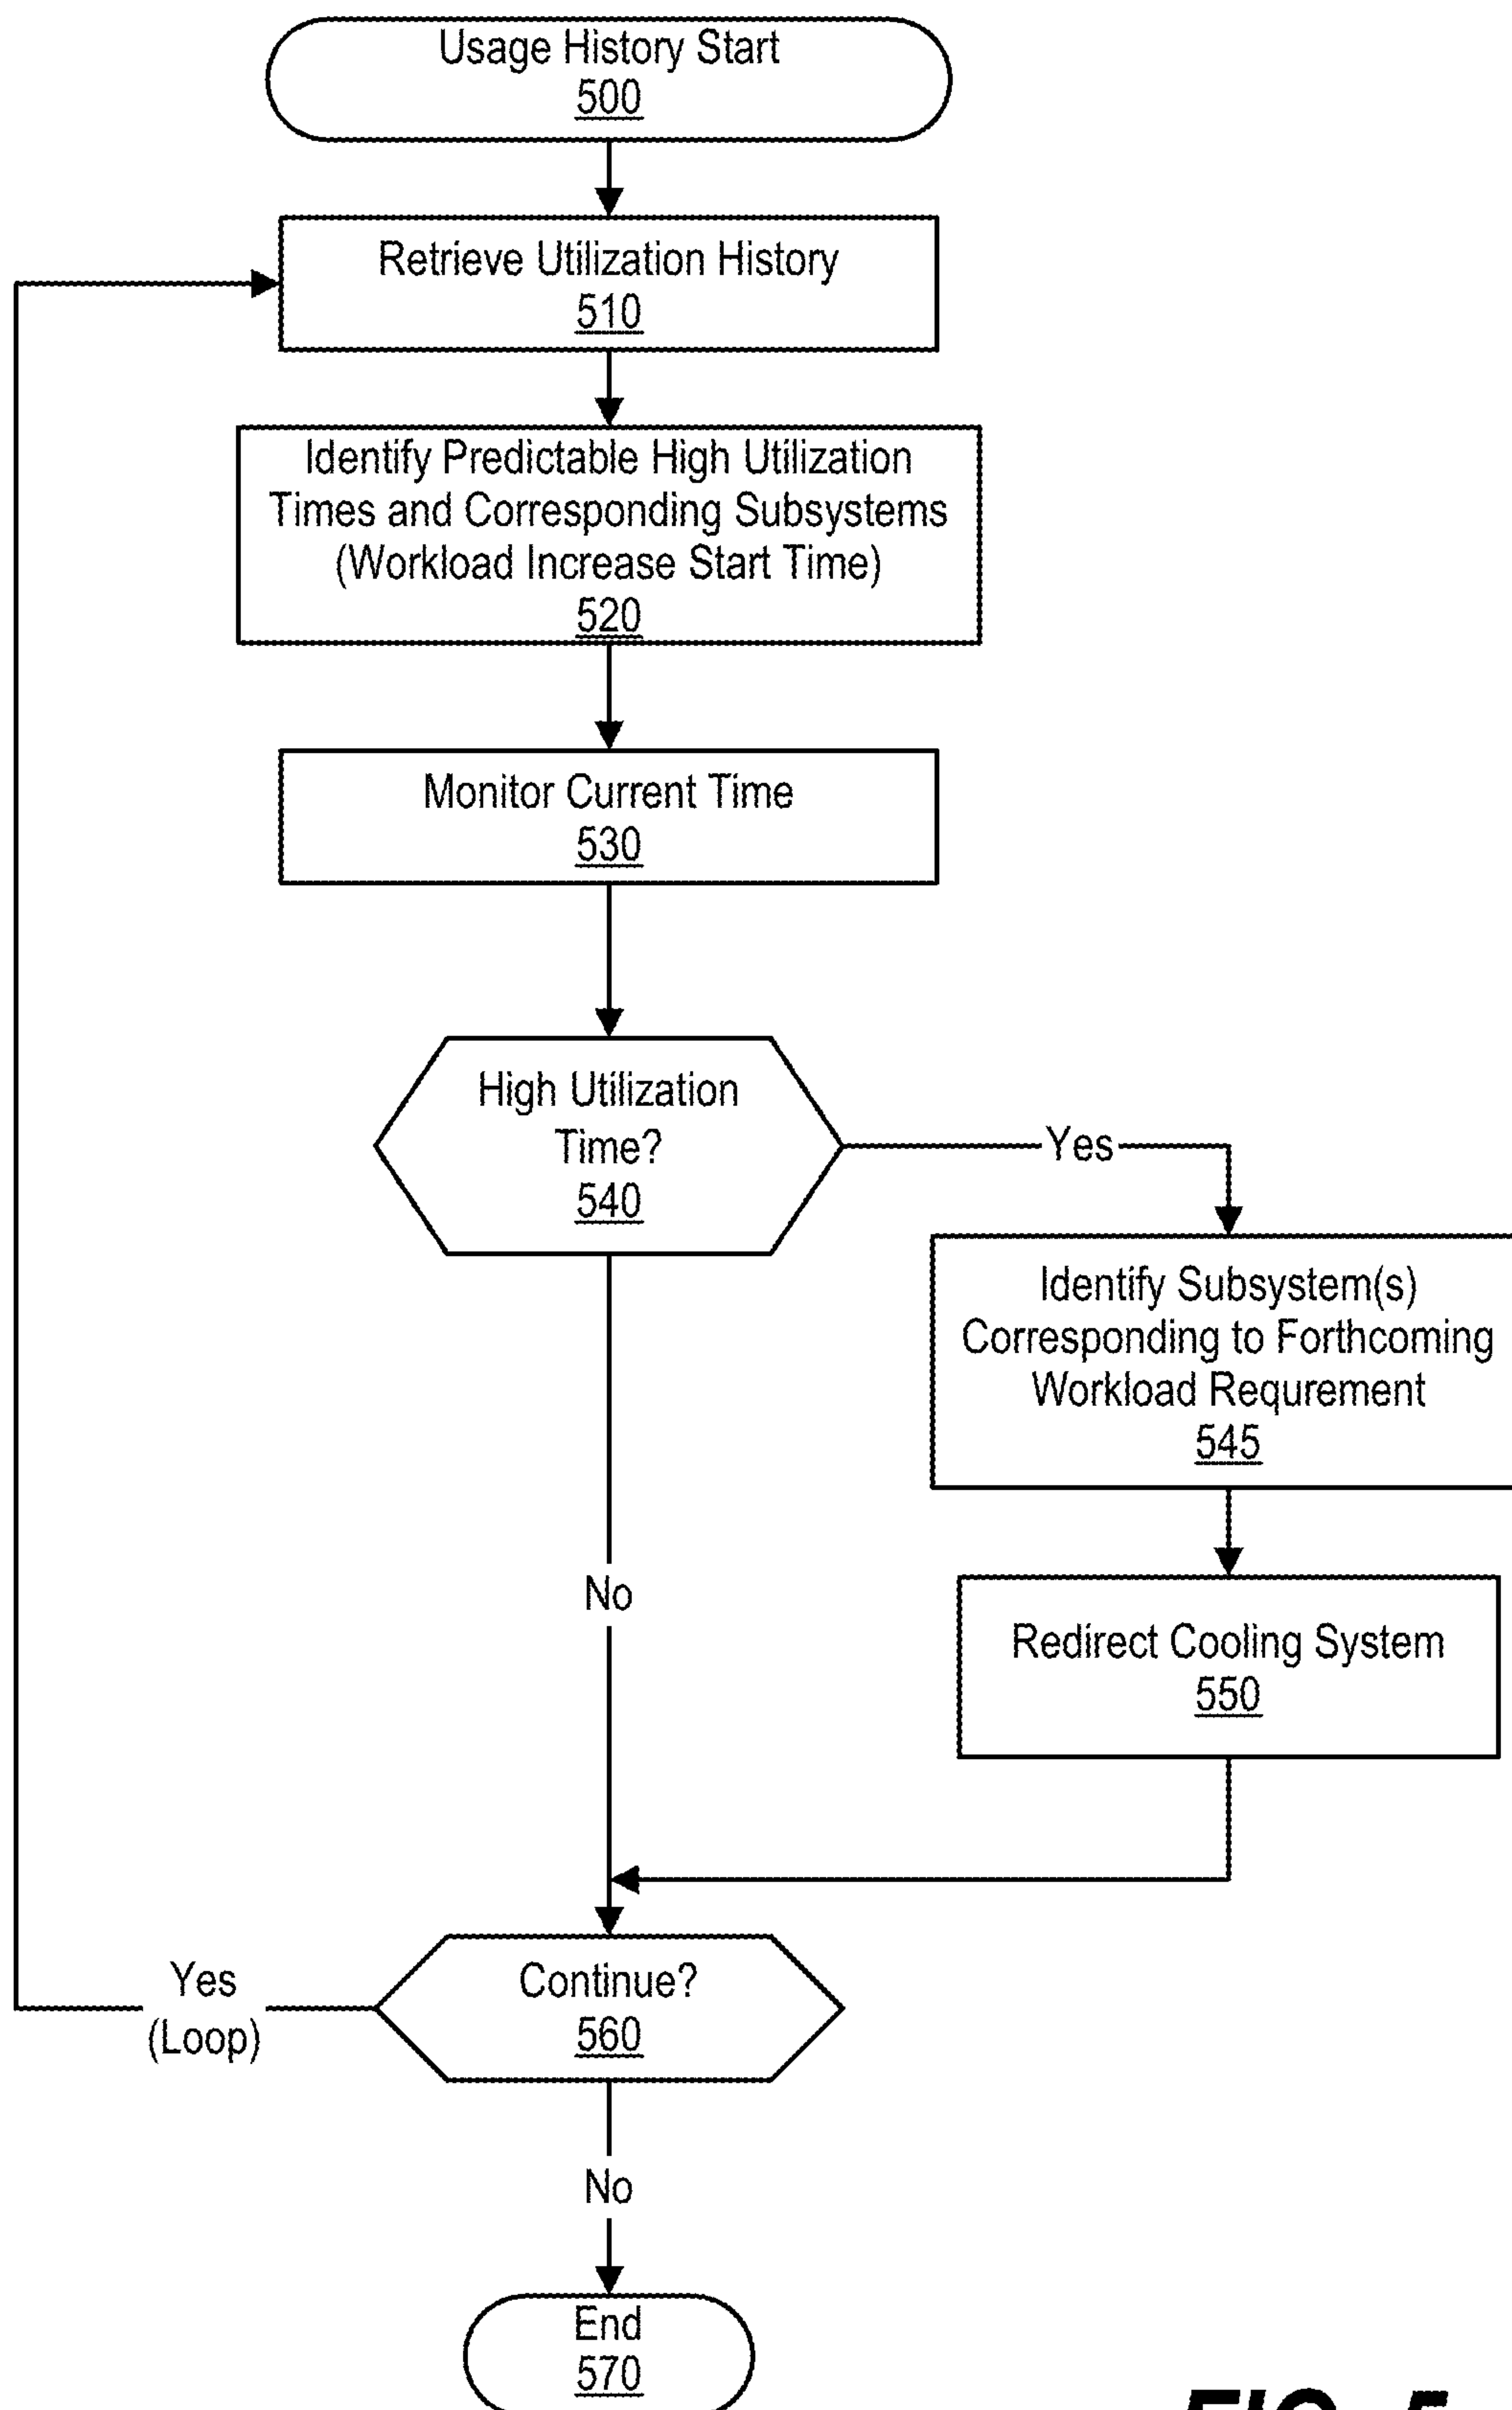 Usage History Start
500
Retrieve Utilization History
510
Identify Predictable High Utilization
Times and Corresponding Subsystems
(Workload Increase Start Time)
520
Monitor Current Time
530
High Utilization
Time?
540
Yes
Identify Subsystem(s)
Corresponding to Forthcoming
Workload Requrement
545
No
Redirect Cooling System
550
Yes
(Loop)
Continue?
560
No
End
570
FIG. 5